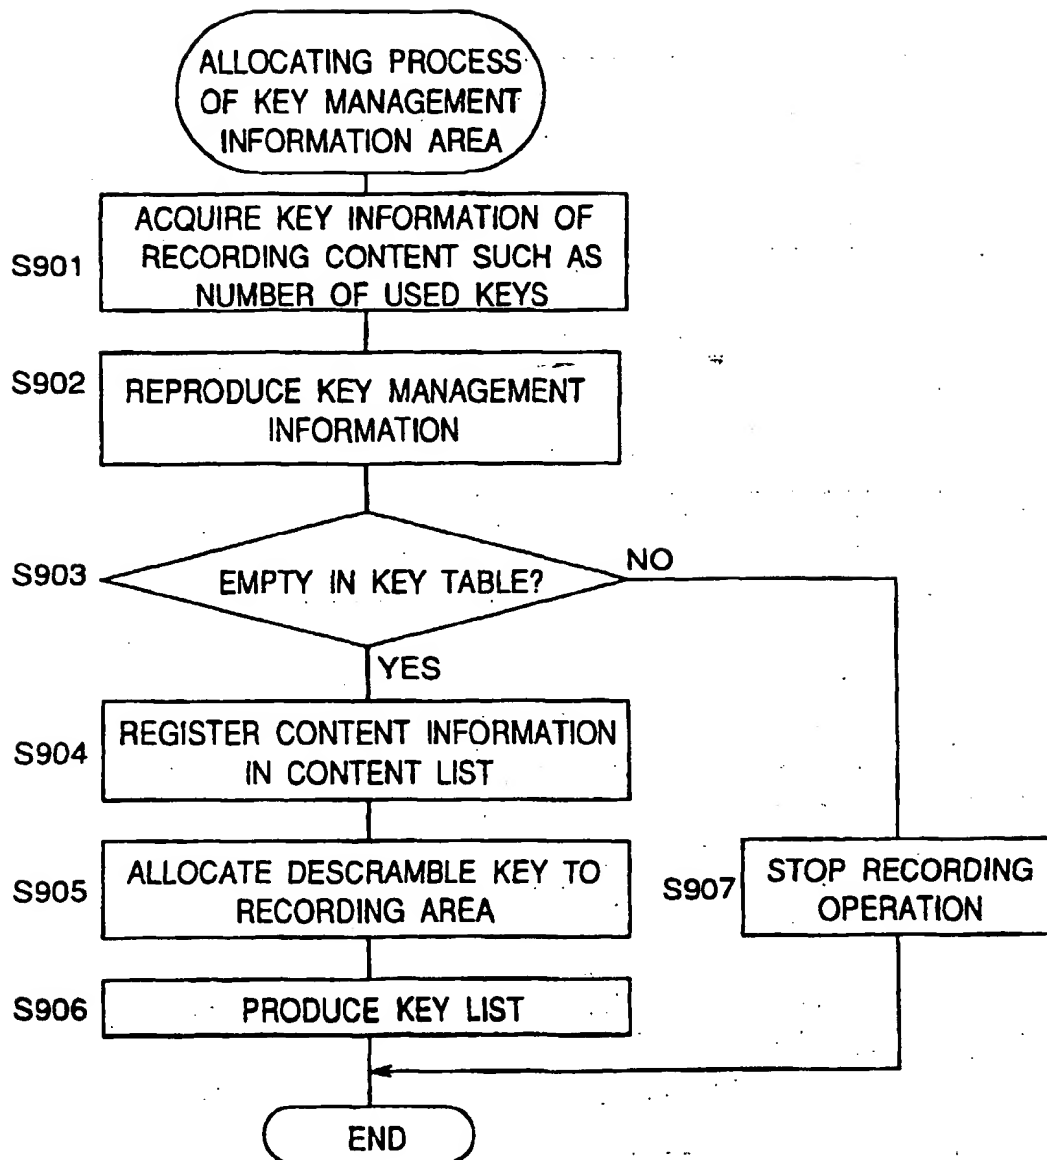 ALLOCATING PROCESS
OF KEY MANAGEMENT
INFORMATION AREA
S901
ACQUIRE KEY INFORMATION OF
RECORDING CONTENT SUCH AS
NUMBER OF USED KEYS
S902
REPRODUCE KEY MANAGEMENT
INFORMATION
S903
EMPTY IN KEY TABLE?
NO
YES
S904
REGISTER CONTENT INFORMATION
IN CONTENT LIST
S905
ALLOCATE DESCRAMBLE KEY TO
RECORDING AREA
S907
STOP RECORDING
OPERATION
S906
PRODUCE KEY LIST
END